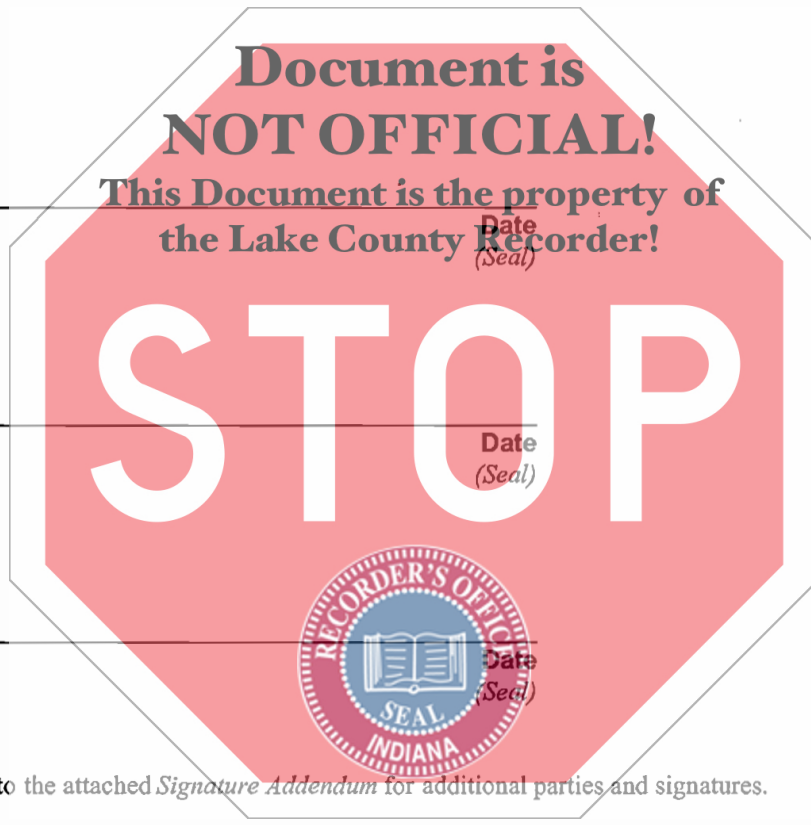 Document is
NOT OFFICIAL!
This Document is the property of
the Lake County Recorder!
Date
(Seal)
STOP
Date
(Seal)
RECORDER'S OFFICE
SEAL
INDIANA
Date
(Seal)
to the attached Signature Addendum for additional parties and signatures.